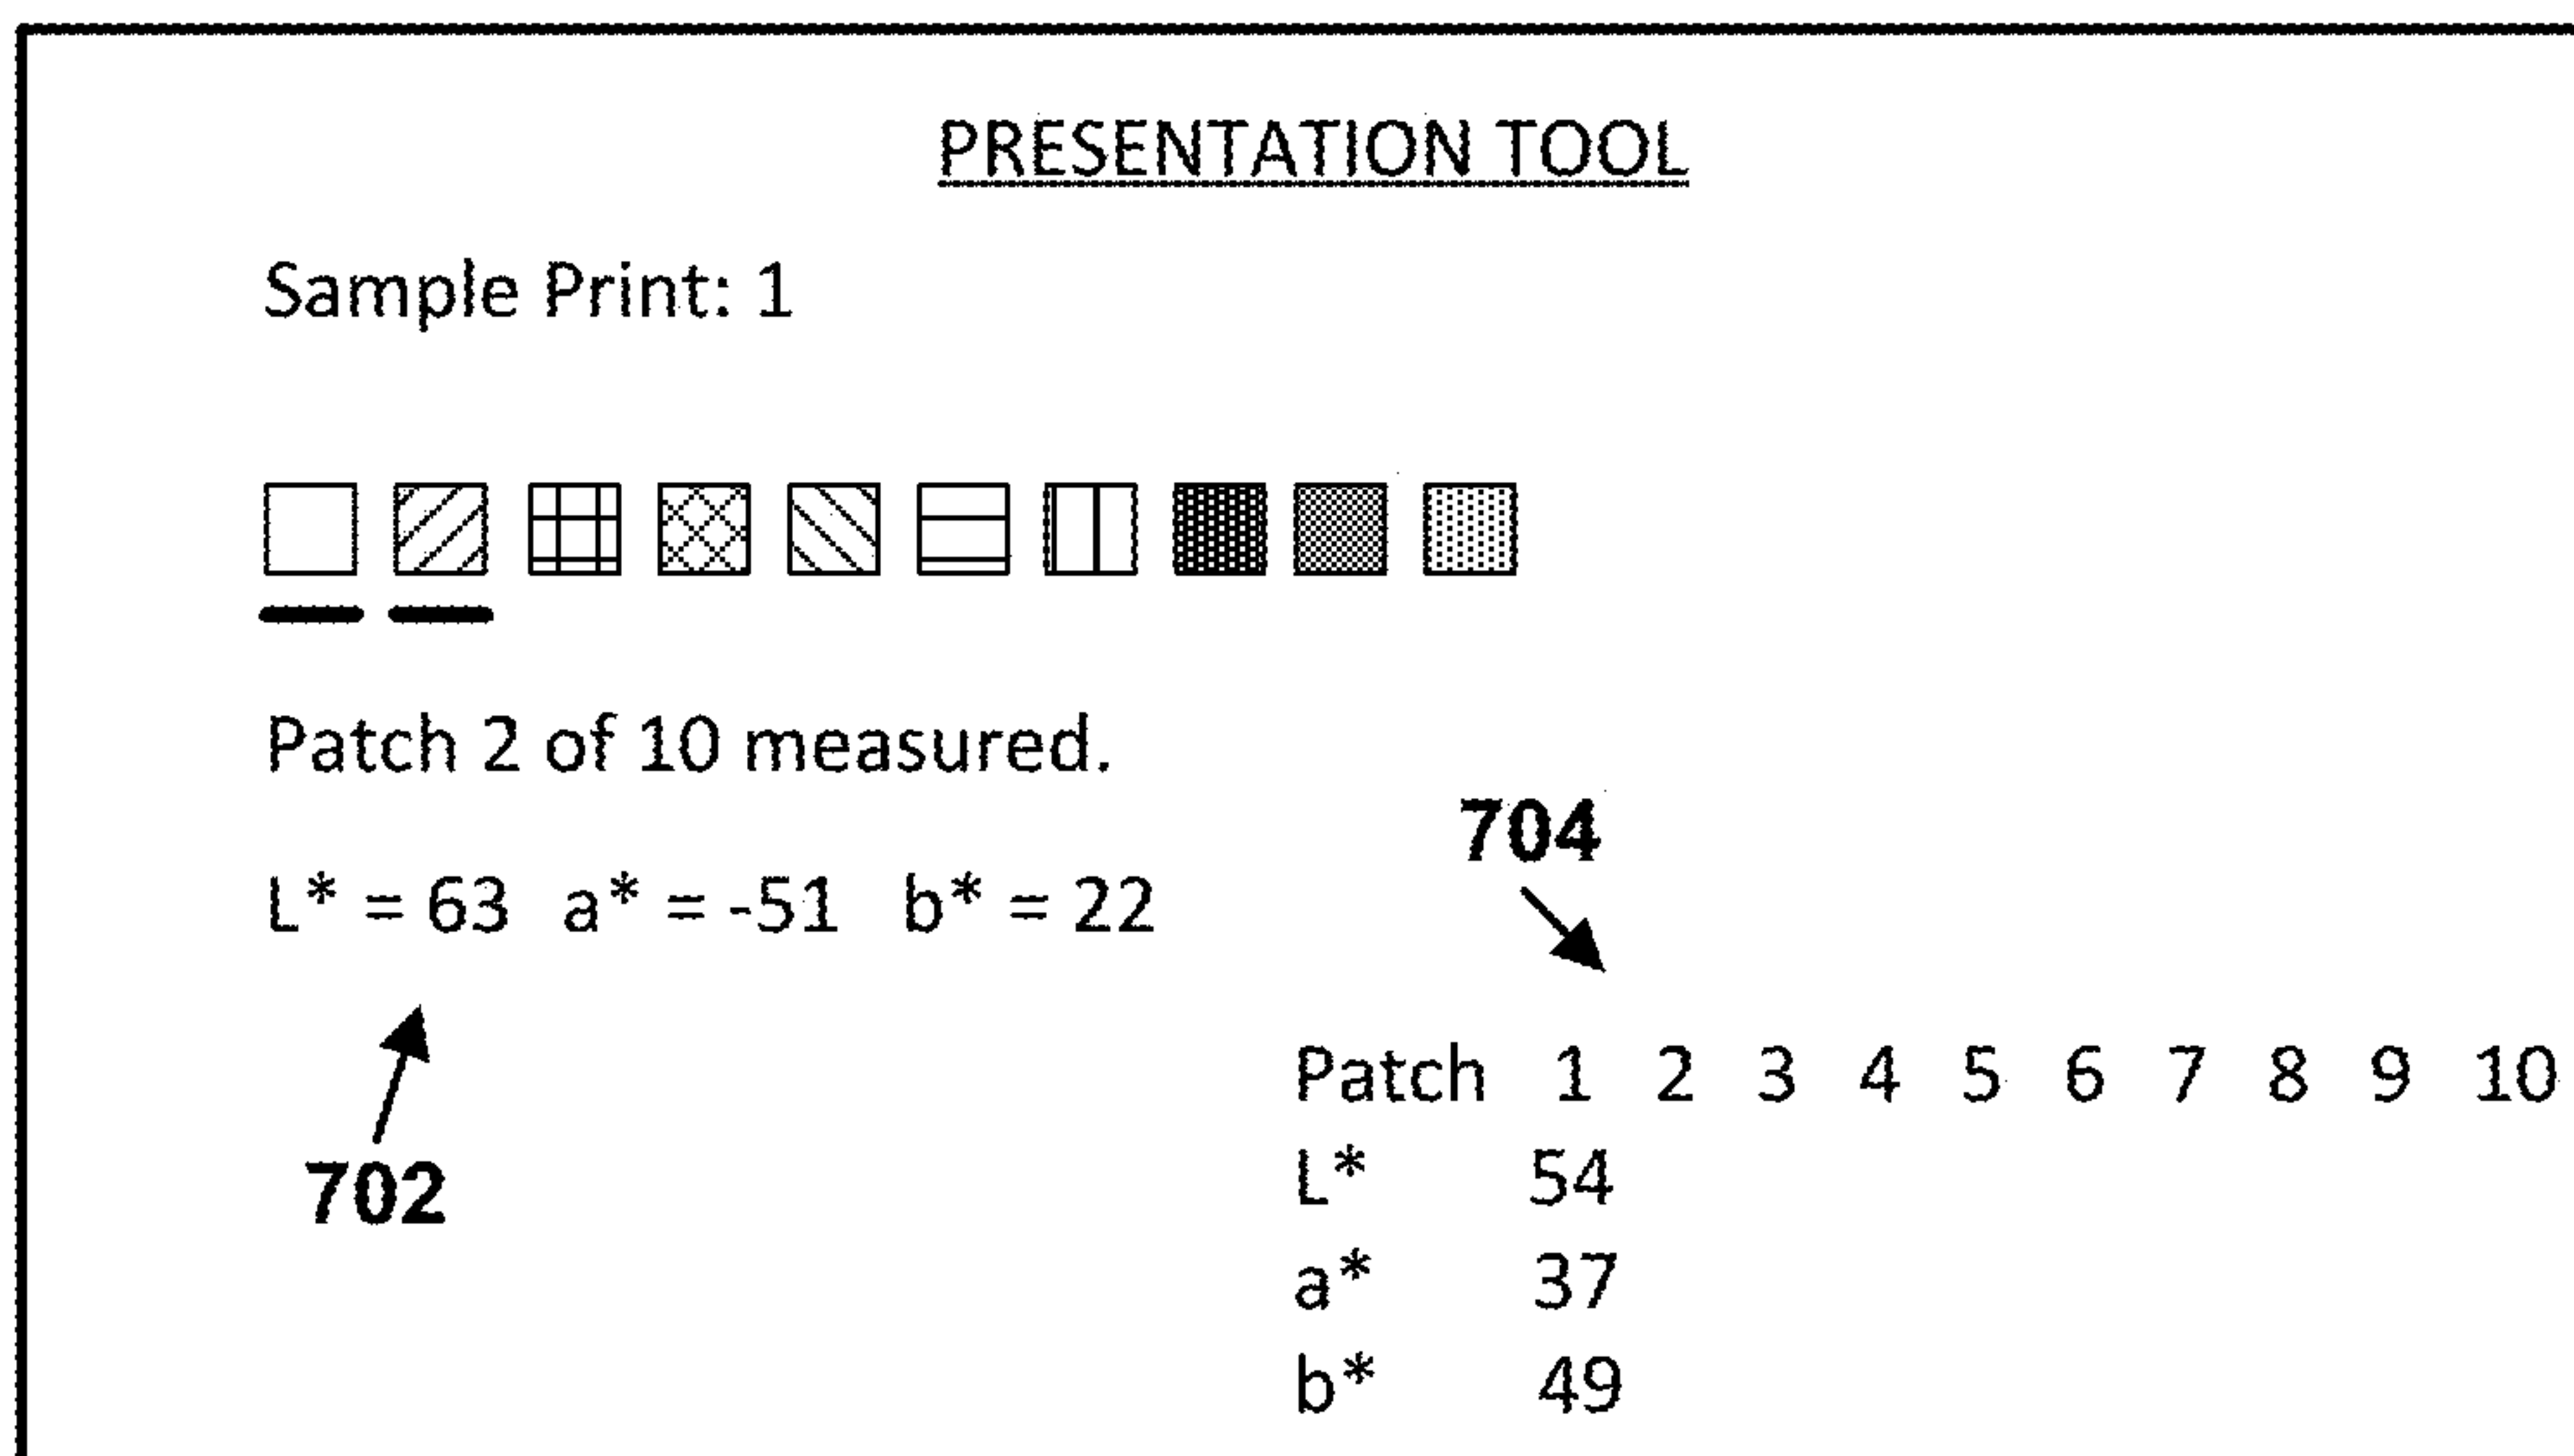 PRESENTATION TOOL
Sample Print: 1
Patch 2 of 10 measured.
L* = 63 a* = -51 b* = 22
702
704
Patch 1 2 3 4 5 6 7 8 9 10
L* 54
a* 37
b* 49